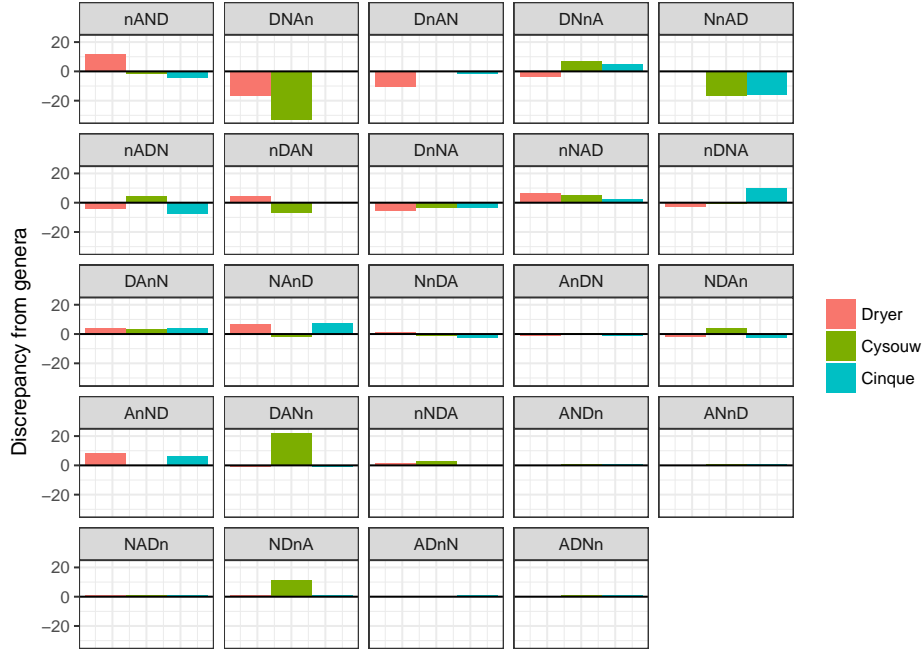 nAND DNAn DnAN DNnA NnAD
20
0
−20
nADN nDAN DnNA nNAD nDNA
20
0
−20
DAnN NAnD NnDA AnDN NDAn
20
0
−20
AnND DANn nNDA ANDn ANnD
20
0
−20
NADn NDnA ADnN ADNn
20
0
−20
Discrepancy from genera
Dryer
Cysouw
Cinque